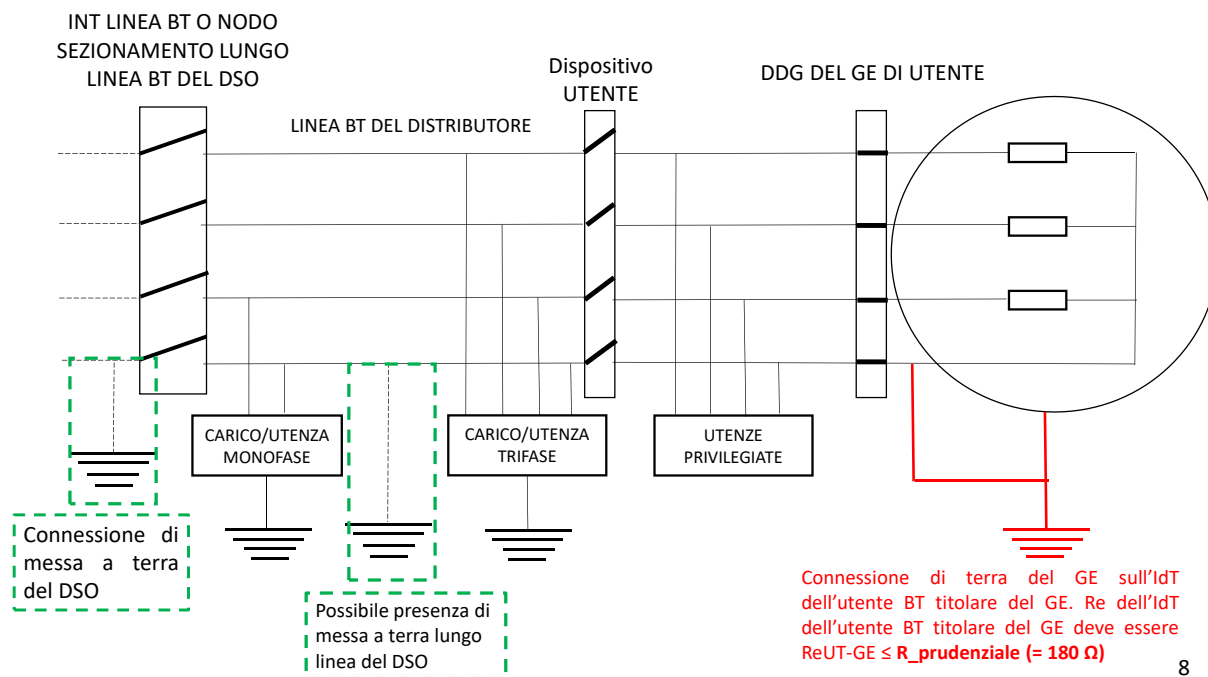 INT LINEA BT O NODO
SEZIONAMENTO LUNGO
LINEA BT DEL DSO
LINEA BT DEL DISTRIBUTORE
Dispositivo
UTENTE
DDG DEL GE DI UTENTE
CARICO/UTENZA
MONOFASE
CARICO/UTENZA
TRIFASE
UTENZE
PRIVILEGIATE
Connessione di
messa a terra
del DSO
Possibile presenza di
messa a terra lungo
linea del DSO
Connessione di terra del GE sull'IdT
dell'utente BT titolare del GE. Re dell'IdT
dell'utente BT titolare del GE deve essere
ReUT-GE ≤ R_prudenziale (= 180 Ω)
8